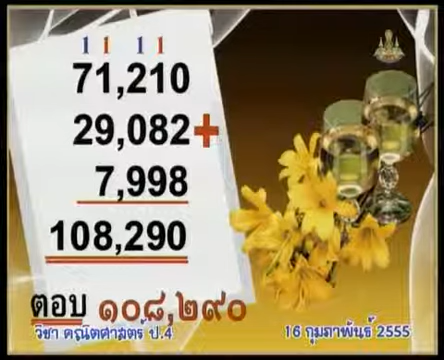 1 1 1 1
71,210
29,082 +
7,998
108,290
ตอบ ๑๐๘,๒๙๐
วิชา คณิตศาสตร์ ป.4
16 กุมภาพันธ์ 2555